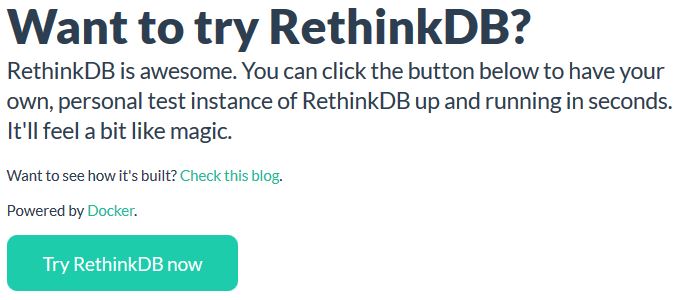 Want to try RethinkDB?
RethinkDB is awesome. You can click the button below to have your
own, personal test instance of RethinkDB up and running in seconds.
It'll feel a bit like magic.
Want to see how it's built? Check this blog.
Powered by Docker.
Try RethinkDB now